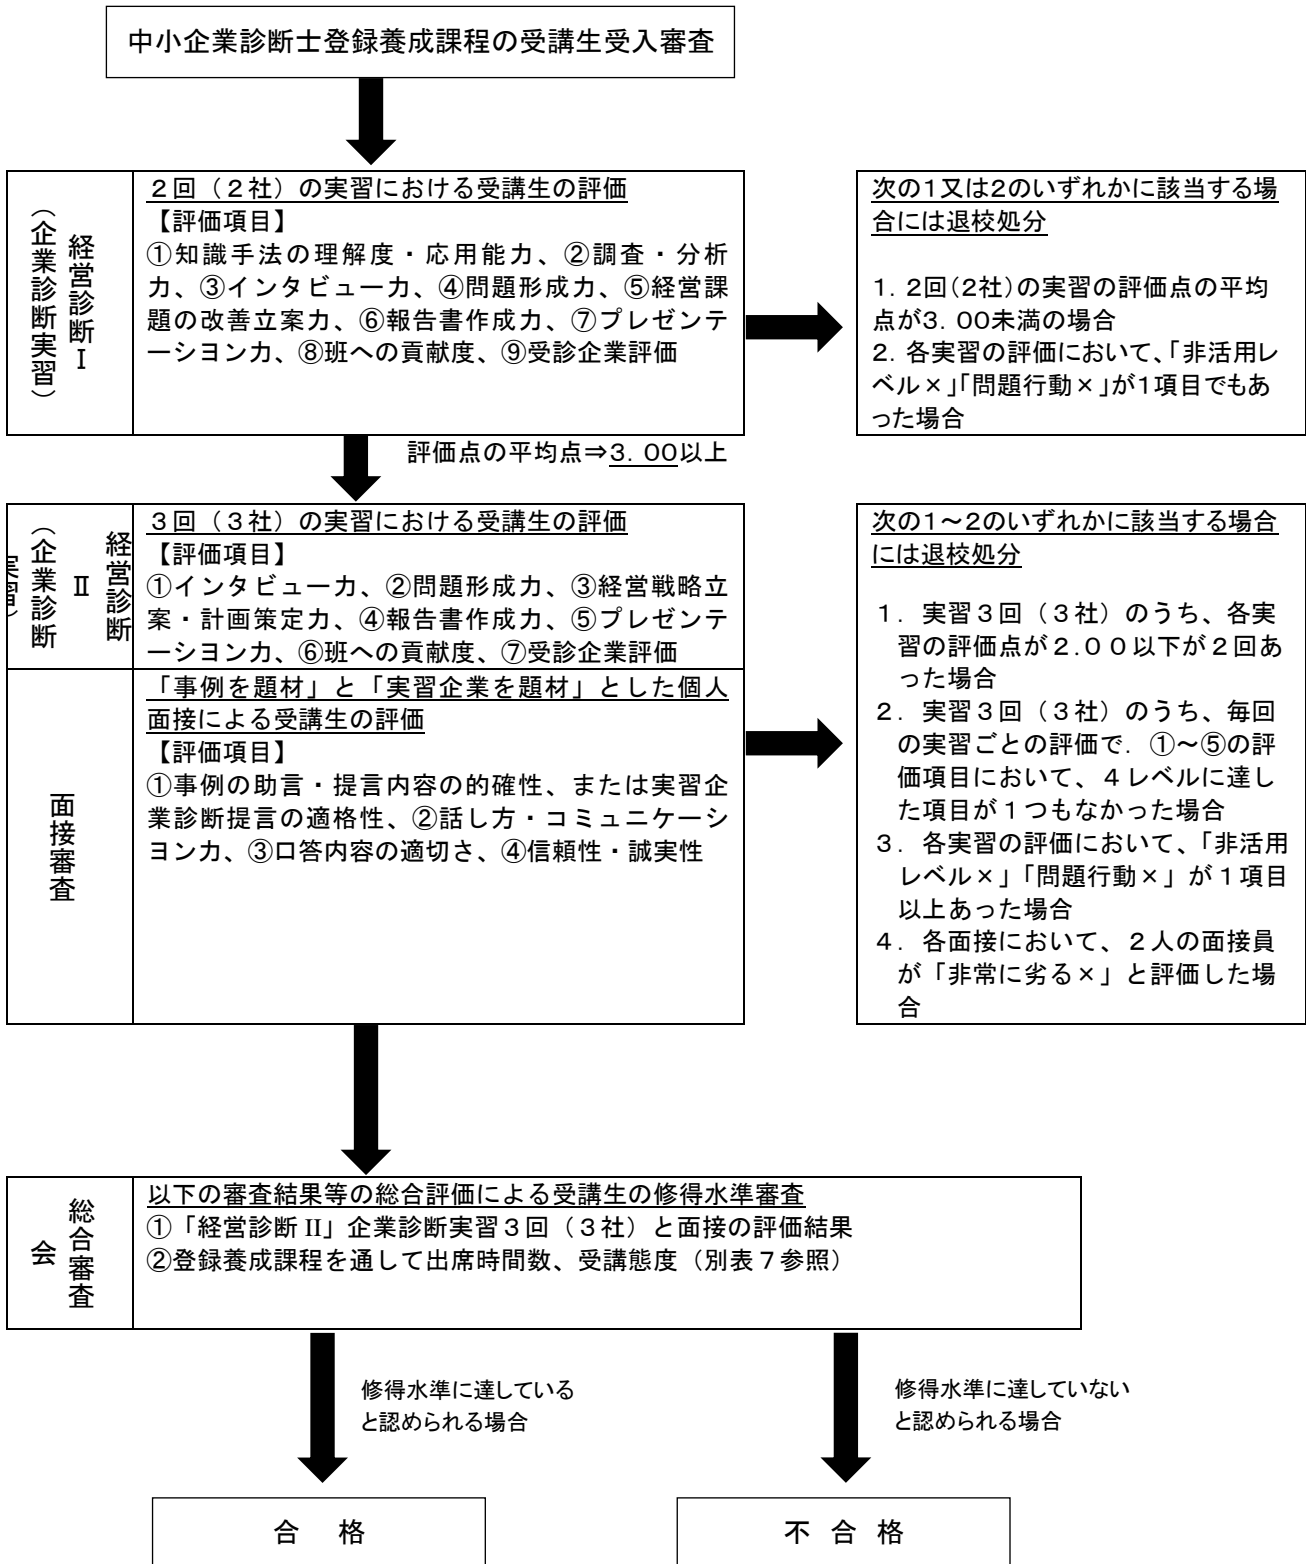 中小企業診断士登録養成課程の受講生受入審査
経営診断Ⅰ
（企業診断実習）
２回（２社）の実習における受講生の評価
【評価項目】
①知識手法の理解度・応用能力、②調査・分析
力、③インタビュー力、④問題形成力、⑤経営課
題の改善立案力、⑥報告書作成力、⑦プレゼンテ
ーション力、⑧班への貢献度、⑨受診企業評価
次の1又は2のいずれかに該当する場
合には退校処分
1．2回（2社）の実習の評価点の平均
点が3．00未満の場合
2．各実習の評価において、「非活用レ
ベル×」「問題行動×」が1項目でもあ
った場合
評価点の平均点⇒3．00以上
経営診断
Ⅱ
（企業診断
実習）
３回（３社）の実習における受講生の評価
【評価項目】
①インタビュー力、②問題形成力、③経営戦略立
案・計画策定力、④報告書作成力、⑤プレゼンテ
ーション力、⑥班への貢献度、⑦受診企業評価
面接審査
「事例を題材」と「実習企業を題材」とした個人
面接による受講生の評価
【評価項目】
①事例の助言・提言内容の的確性、または実習企
業診断提言の適格性、②話し方・コミュニケーシ
ョン力、③口答内容の適切さ、④信頼性・誠実性
次の1～2のいずれかに該当する場合
には退校処分
１．実習３回（３社）のうち、各実
習の評価点が２.００以下が２回あ
った場合
２．実習３回（３社）のうち、毎回
の実習ごとの評価で．①～⑤の評
価項目において、４レベルに達し
た項目が１つもなかった場合
３．各実習の評価において、「非活用
レベル×」「問題行動×」が１項目
以上あった場合
４．各面接において、２人の面接員
が「非常に劣る×」と評価した場
合
総合審査
会
以下の審査結果等の総合評価による受講生の修得水準審査
①「経営診断 II」企業診断実習３回（３社）と面接の評価結果
②登録養成課程を通して出席時間数、受講態度（別表７参照）
修得水準に達している
と認められる場合
修得水準に達していない
と認められる場合
合　格
不 合 格